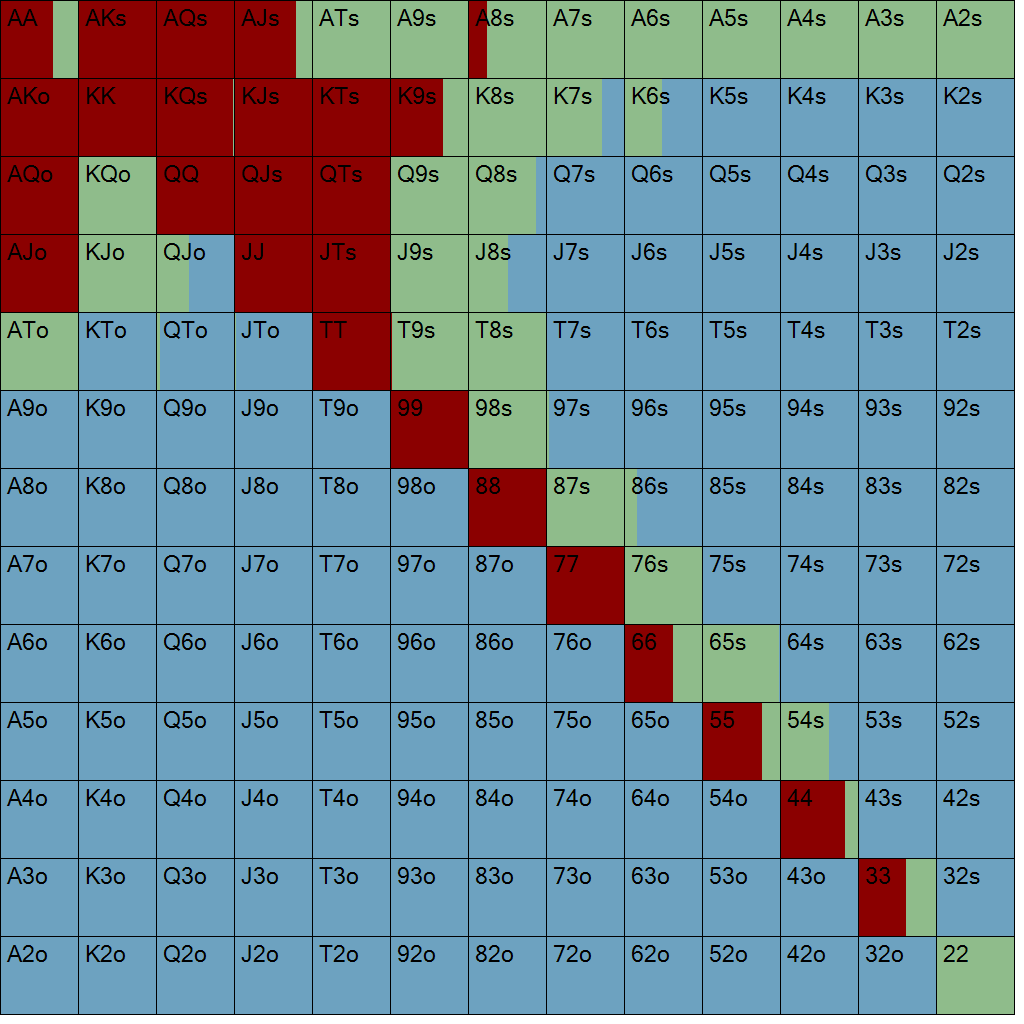 AA AKs AQs AJs ATs A9s A8s A7s A6s A5s A4s A3s A2s
AKo KK KQs KJs KTs K9s K8s K7s K6s K5s K4s K3s K2s
AQo KQo QQ QJs QTs Q9s Q8s Q7s Q6s Q5s Q4s Q3s Q2s
AJo KJo QJo JJ JTs J9s J8s J7s J6s J5s J4s J3s J2s
ATo KTo QTo JTo TT T9s T8s T7s T6s T5s T4s T3s T2s
A9o K9o Q9o J9o T9o 99 98s 97s 96s 95s 94s 93s 92s
A8o K8o Q8o J8o T8o 98o 88 87s 86s 85s 84s 83s 82s
A7o K7o Q7o J7o T7o 97o 87o 77 76s 75s 74s 73s 72s
A6o K6o Q6o J6o T6o 96o 86o 76o 66 65s 64s 63s 62s
A5o K5o Q5o J5o T5o 95o 85o 75o 65o 55 54s 53s 52s
A4o K4o Q4o J4o T4o 94o 84o 74o 64o 54o 44 43s 42s
A3o K3o Q3o J3o T3o 93o 83o 73o 63o 53o 43o 33 32s
A2o K2o Q2o J2o T2o 92o 82o 72o 62o 52o 42o 32o 22